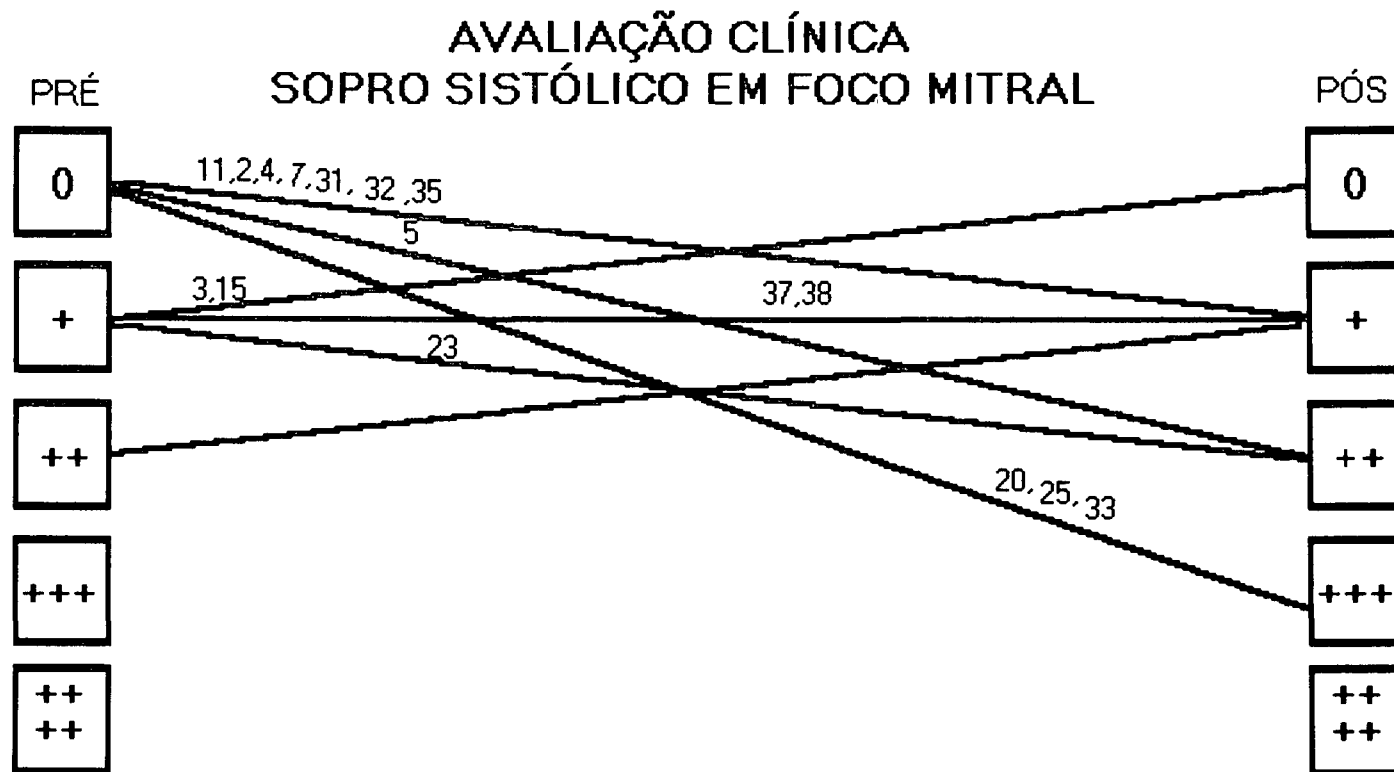 AVALIAÇÃO CLÍNICA
PRÉ SOPRO SISTÓLICO EM FOCO MITRAL PÓS
0 11,2,4, 7,31, 32 ,35 0
5
3,15 37,38
+ +
23
++ ++
20, 25, 33
+++ +++
++ ++
++ ++